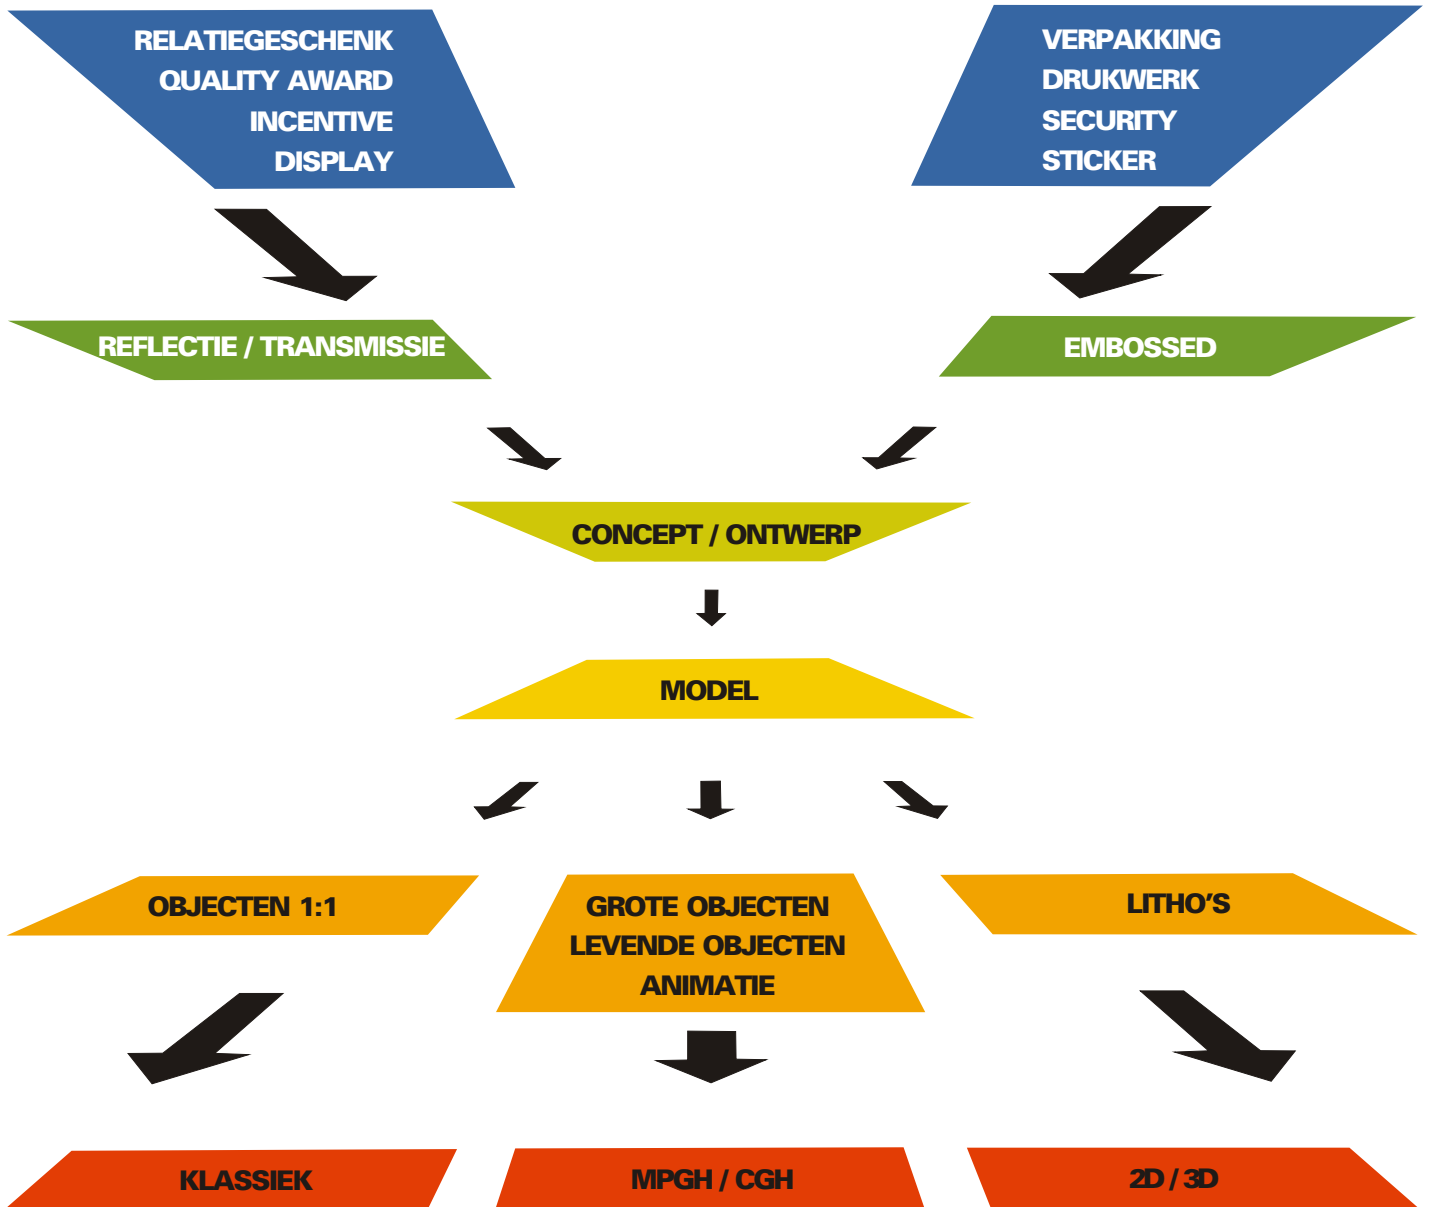 RELATIEGESCHENK
QUALITY AWARD
INCENTIVE
DISPLAY
VERPAKKING
DRUKWERK
SECURITY
STICKER
REFLECTIE / TRANSMISSIE
EMBOSSED
CONCEPT / ONTWERP
MODEL
OBJECTEN 1:1
GROTE OBJECTEN
LEVENDE OBJECTEN
ANIMATIE
LITHO’S
KLASSIEK
MPGH / CGH
2D / 3D